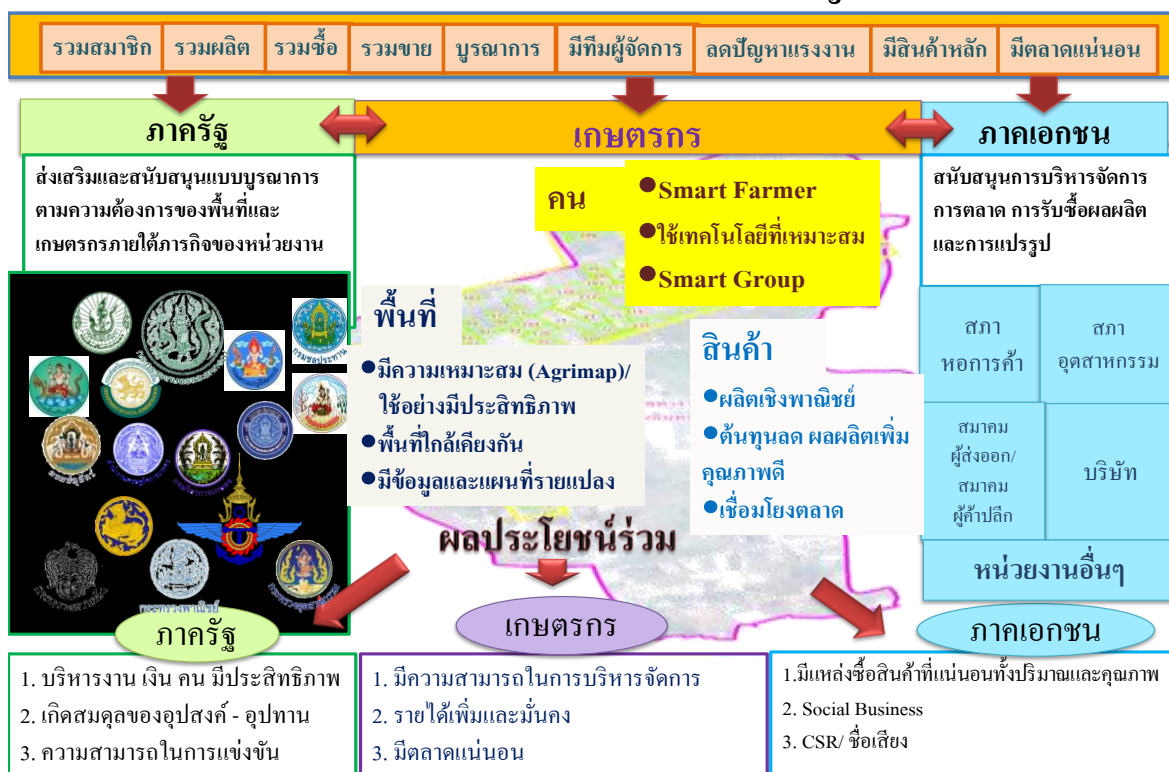 รวมสมาชิก
รวมผลิต
รวมซื้อ
รวมขาย
บูรณาการ
มีทีมผู้จัดการ
ลดปัญหาแรงงาน
มีสินค้าหลัก
มีตลาดแน่นอน
ภาครัฐ
เกษตรกร
ภาคเอกชน
ส่งเสริมและสนับสนุนแบบบูรณาการ
ตามความต้องการของพื้นที่และ
เกษตรกรภายใต้ภารกิจของหน่วยงาน
คน
●Smart Farmer
●ใช้เทคโนโลยีที่เหมาะสม
●Smart Group
สนับสนุนการบริหารจัดการ
การตลาด การรับซื้อผลผลิต
และการแปรรูป
พื้นที่
●มีความเหมาะสม (Agrimap)/
ใช้อย่างมีประสิทธิภาพ
●พื้นที่ใกล้เคียงกัน
●มีข้อมูลและแผนที่รายแปลง
สินค้า
●ผลิตเชิงพาณิชย์
●ต้นทุนลด ผลผลิตเพิ่ม
คุณภาพดี
●เชื่อมโยงตลาด
สภา
หอการค้า
สภา
อุตสาหกรรม
สมาคม
ผู้ส่งออก/
สมาคม
ผู้ค้าปลีก
บริษัท
หน่วยงานอื่นๆ
กรมชลประทาน
กระทรวงพาณิชย์
ผลประโยชน์ร่วม
ภาครัฐ
เกษตรกร
ภาคเอกชน
1. บริหารงาน เงิน คน มีประสิทธิภาพ
2. เกิดสมดุลของอุปสงค์ - อุปทาน
3. ความสามารถในการแข่งขัน
1. มีความสามารถในการบริหารจัดการ
2. รายได้เพิ่มและมั่นคง
3. มีตลาดแน่นอน
1.มีแหล่งซื้อสินค้าที่แน่นอนทั้งปริมาณและคุณภาพ
2. Social Business
3. CSR/ ชื่อเสียง